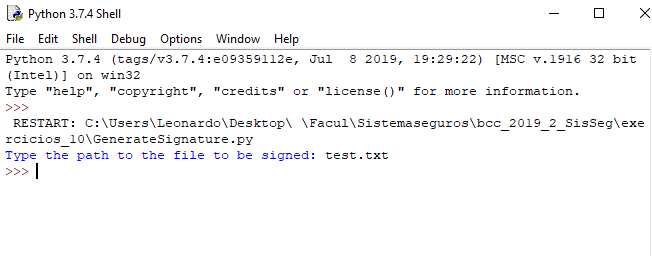 Python 3.7.4 Shell
File Edit Shell Debug Options Window Help
Python 3.7.4 (tags/v3.7.4:e09359112e, Jul  8 2019, 19:29:22) [MSC v.1916 32 bit
(Intel)] on win32
Type "help", "copyright", "credits" or "license()" for more information.
>>>
 RESTART: C:\Users\Leonardo\Desktop\ \Facul\Sistemaseguros\bcc_2019_2_SisSeg\exe
rcicios_10\GenerateSignature.py
Type the path to the file to be signed: test.txt
>>>